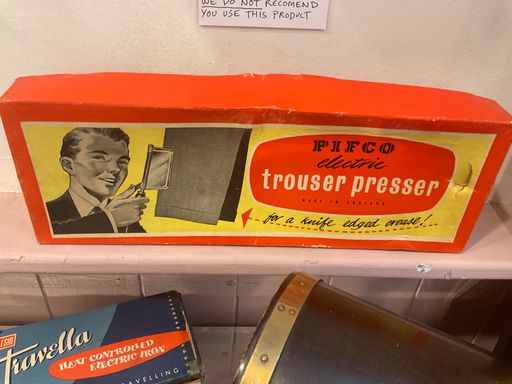 WE DO NOT RECOMEND
YOU USE THIS PRODUCT
PIFCO
electric
trouser presser
MADE IN ENGLAND
for a knife edged crease!
Travella
HEAT CONTROLLED
ELECTRIC IRON
TRAVELLING